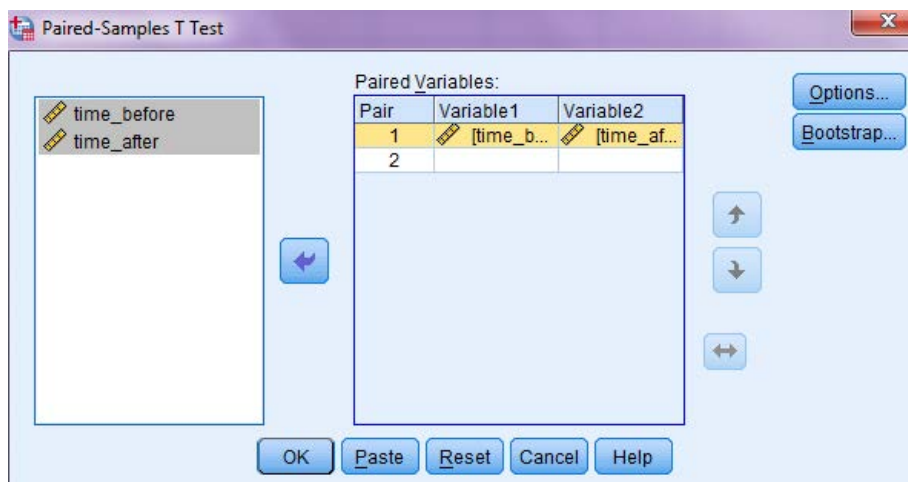 Paired-Samples T Test
X
time_before
time_after
Paired Variables:
Pair Variable1 Variable2
1 [time_b... [time_af...
2
Options...
Bootstrap...
OK Paste Reset Cancel Help